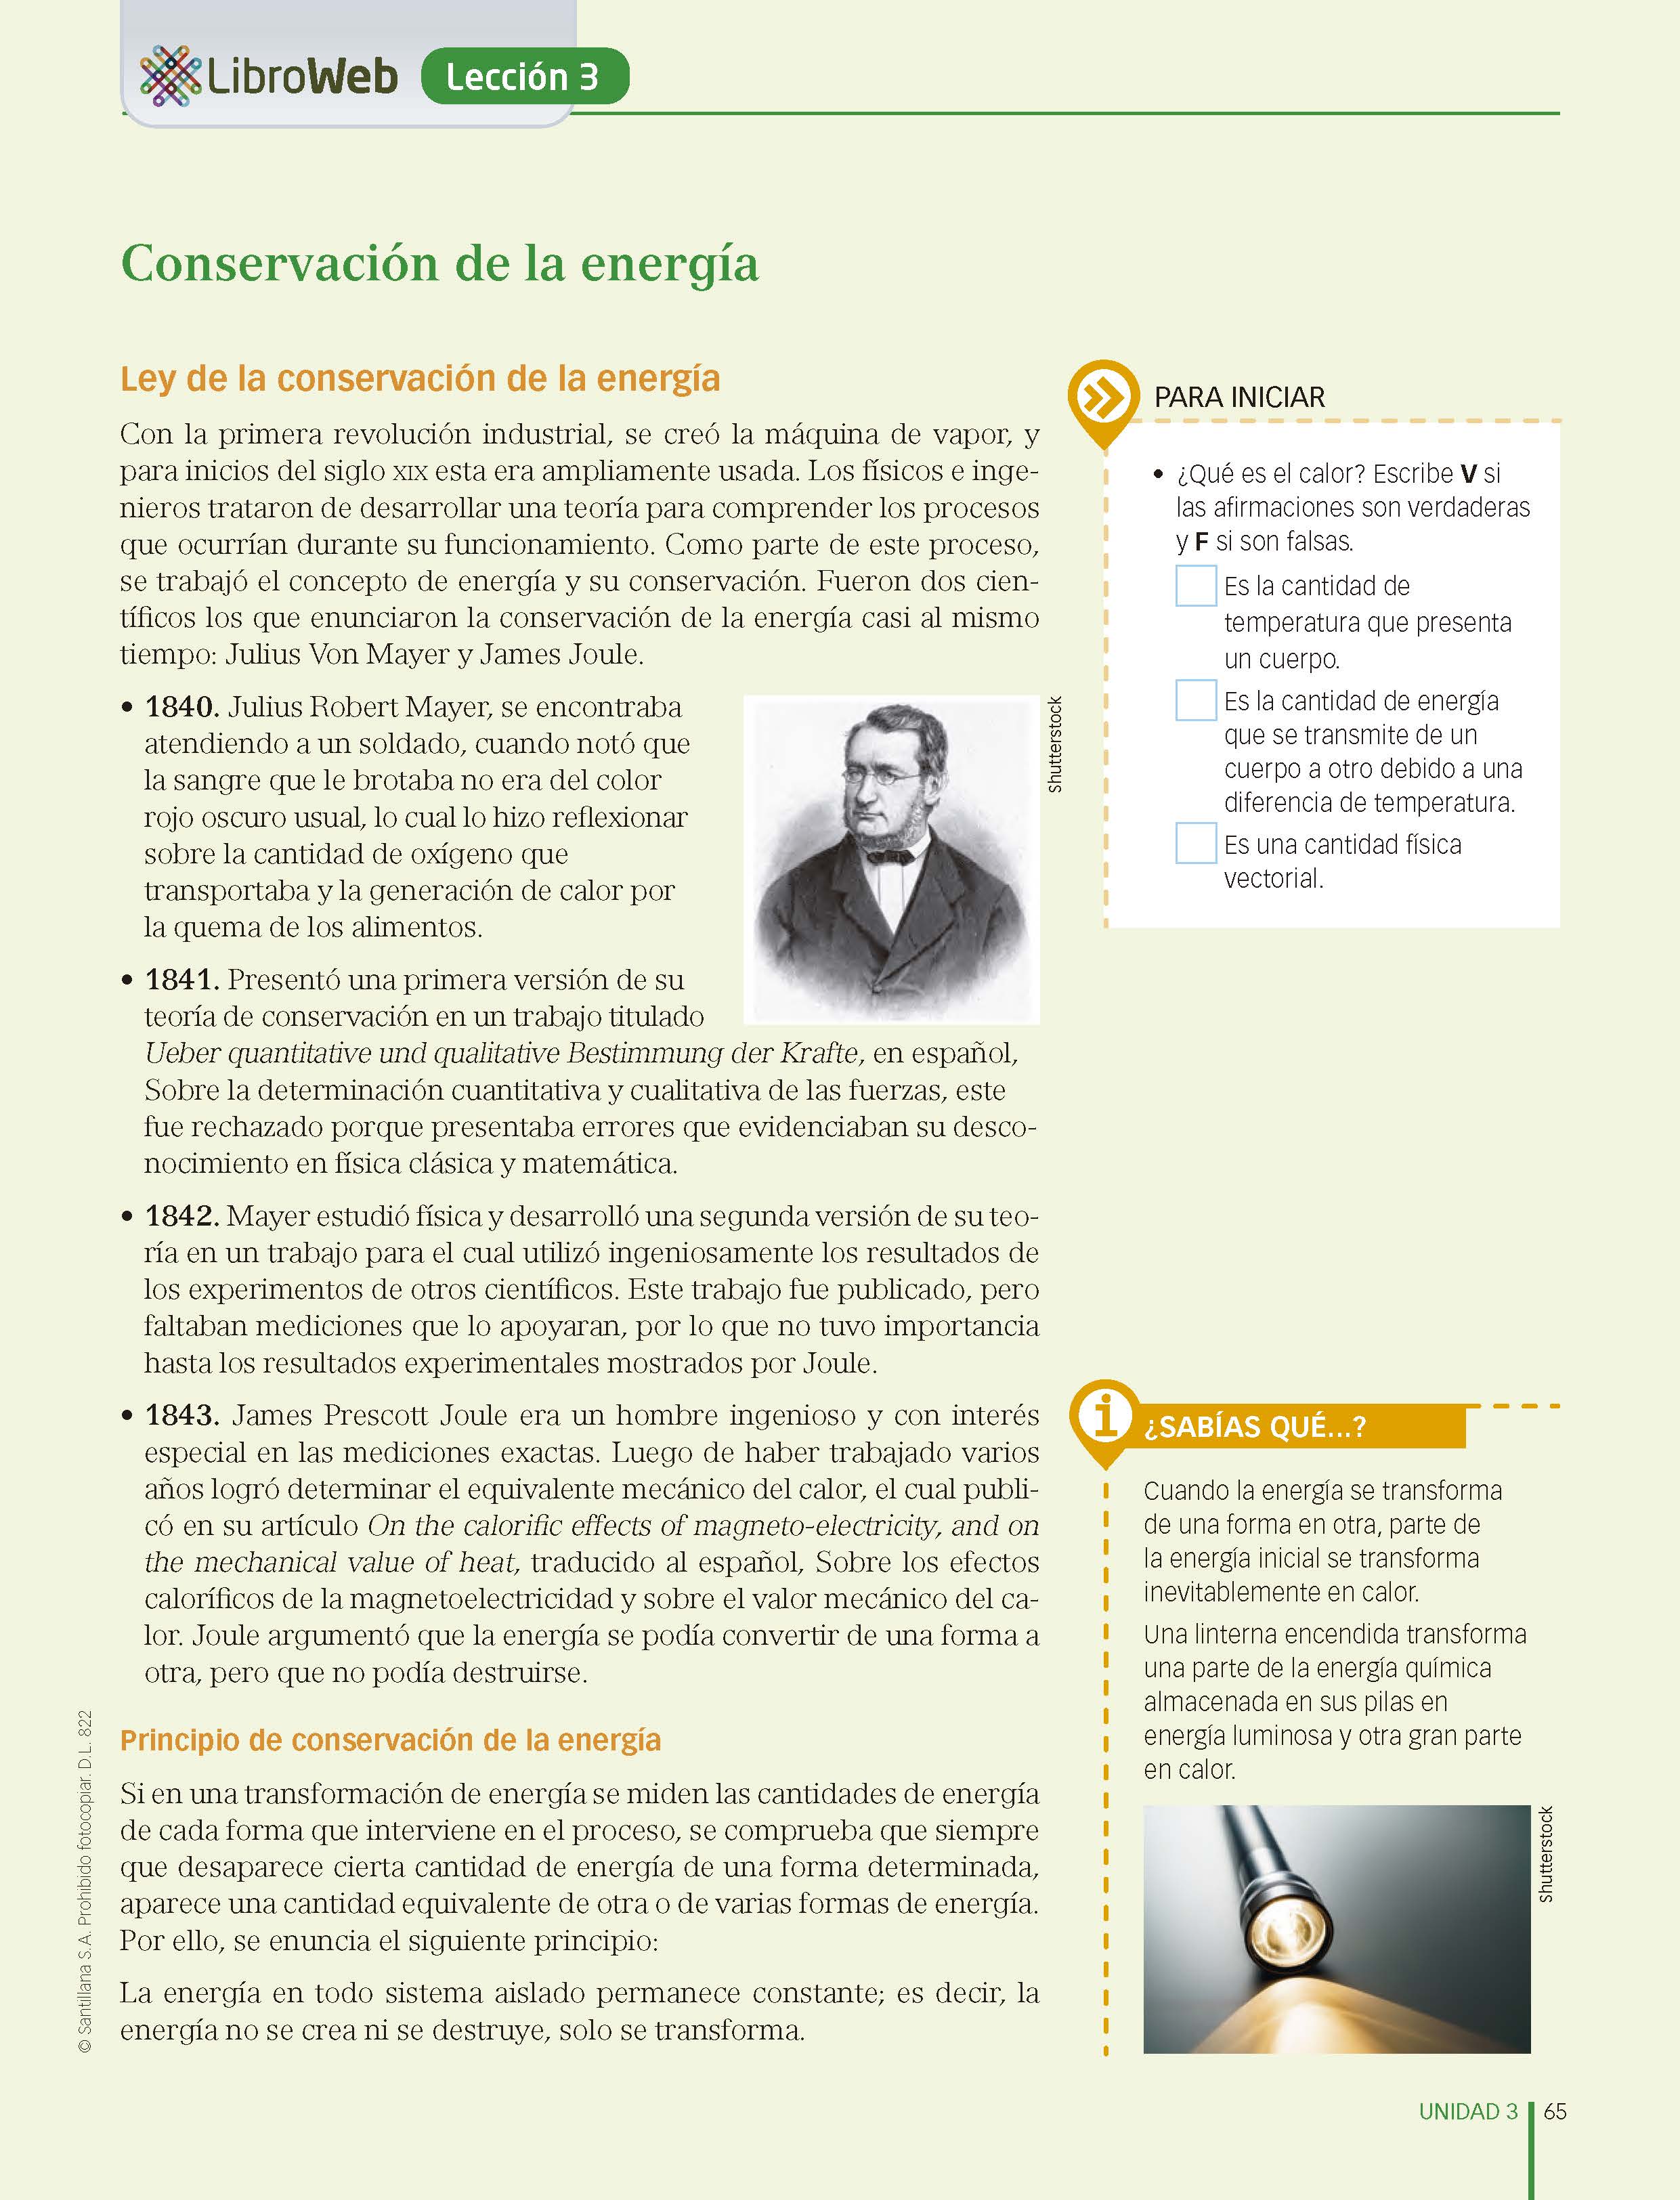 LibroWeb Lección 3
Conservación de la energía
Ley de la conservación de la energía
Con la primera revolución industrial, se creó la máquina de vapor, y
para inicios del siglo XIX esta era ampliamente usada. Los físicos e inge-
nieros trataron de desarrollar una teoría para comprender los procesos
que ocurrían durante su funcionamiento. Como parte de este proceso,
se trabajó el concepto de energía y su conservación. Fueron dos cien-
tíficos los que enunciaron la conservación de la energía casi al mismo
tiempo: Julius Von Mayer y James Joule.
• 1840. Julius Robert Mayer, se encontraba
atendiendo a un soldado, cuando notó que
la sangre que le brotaba no era del color
rojo oscuro usual, lo cual lo hizo reflexionar
sobre la cantidad de oxígeno que
transportaba y la generación de calor por
la quema de los alimentos.
Shutterstock
• 1841. Presentó una primera versión de su
teoría de conservación en un trabajo titulado
Ueber quantitative und qualitative Bestimmung der Krafte, en español,
Sobre la determinación cuantitativa y cualitativa de las fuerzas, este
fue rechazado porque presentaba errores que evidenciaban su desco-
nocimiento en física clásica y matemática.
• 1842. Mayer estudió física y desarrolló una segunda versión de su teo-
ría en un trabajo para el cual utilizó ingeniosamente los resultados de
los experimentos de otros científicos. Este trabajo fue publicado, pero
faltaban mediciones que lo apoyaran, por lo que no tuvo importancia
hasta los resultados experimentales mostrados por Joule.
• 1843. James Prescott Joule era un hombre ingenioso y con interés
especial en las mediciones exactas. Luego de haber trabajado varios
años logró determinar el equivalente mecánico del calor, el cual publi-
có en su artículo On the calorific effects of magneto-electricity, and on
the mechanical value of heat, traducido al español, Sobre los efectos
caloríficos de la magnetoelectricidad y sobre el valor mecánico del ca-
lor. Joule argumentó que la energía se podía convertir de una forma a
otra, pero que no podía destruirse.
Principio de conservación de la energía
Si en una transformación de energía se miden las cantidades de energía
de cada forma que interviene en el proceso, se comprueba que siempre
que desaparece cierta cantidad de energía de una forma determinada,
aparece una cantidad equivalente de otra o de varias formas de energía.
Por ello, se enuncia el siguiente principio:
La energía en todo sistema aislado permanece constante; es decir, la
energía no se crea ni se destruye, solo se transforma.
PARA INICIAR
• ¿Qué es el calor? Escribe V si
las afirmaciones son verdaderas
y F si son falsas.
Es la cantidad de
temperatura que presenta
un cuerpo.
Es la cantidad de energía
que se transmite de un
cuerpo a otro debido a una
diferencia de temperatura.
Es una cantidad física
vectorial.
i ¿SABÍAS QUÉ...?
Cuando la energía se transforma
de una forma en otra, parte de
la energía inicial se transforma
inevitablemente en calor.
Una linterna encendida transforma
una parte de la energía química
almacenada en sus pilas en
energía luminosa y otra gran parte
en calor.
Shutterstock
© Santillana S.A. Prohibido fotocopiar. D.L. 822
UNIDAD 3 65